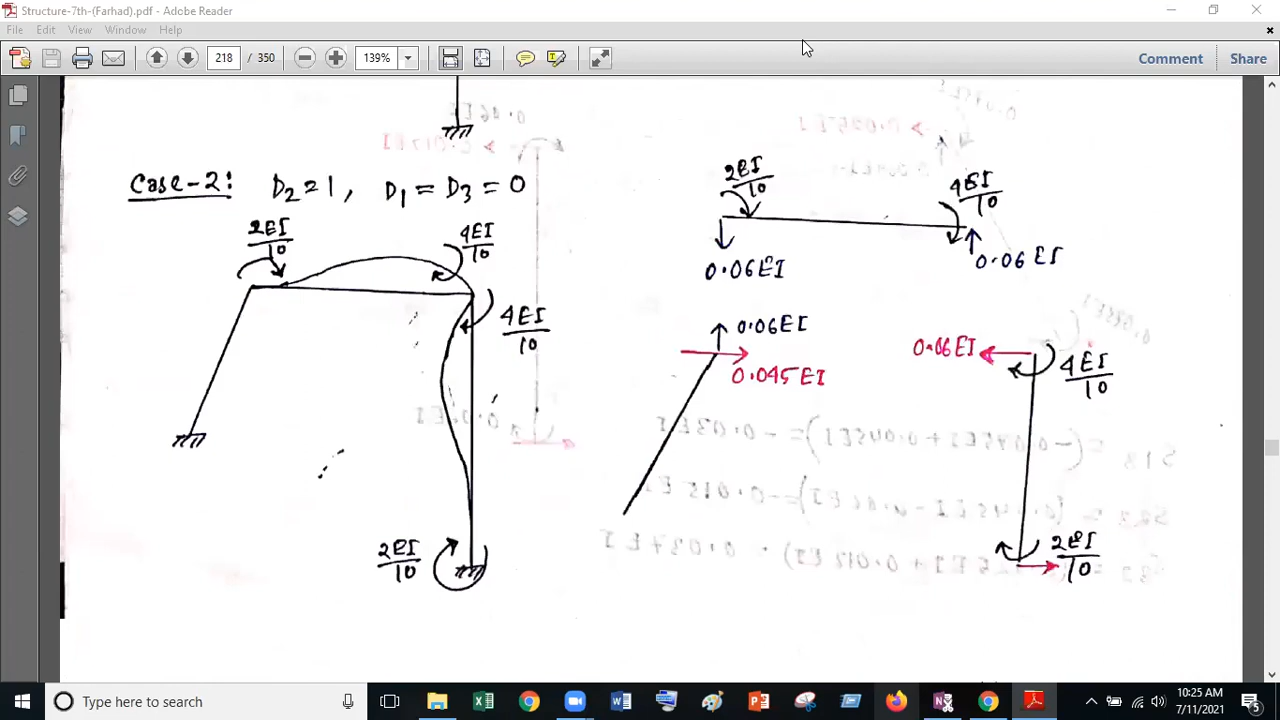 Structure-7th-(Farhad).pdf - Adobe Reader
File Edit View Window Help
218 / 350 139% Comment Share
Case-2: D2=1, D1 = D3 = 0
2EI/10
4EI/10
4EI/10
2EI/10
2EI/10
4EI/10
0.06EI
0.06 EI
0.06EI
0.045EI
0.06EI
4EI/10
2EI/10
Type here to search
10:25 AM
7/11/2021
5